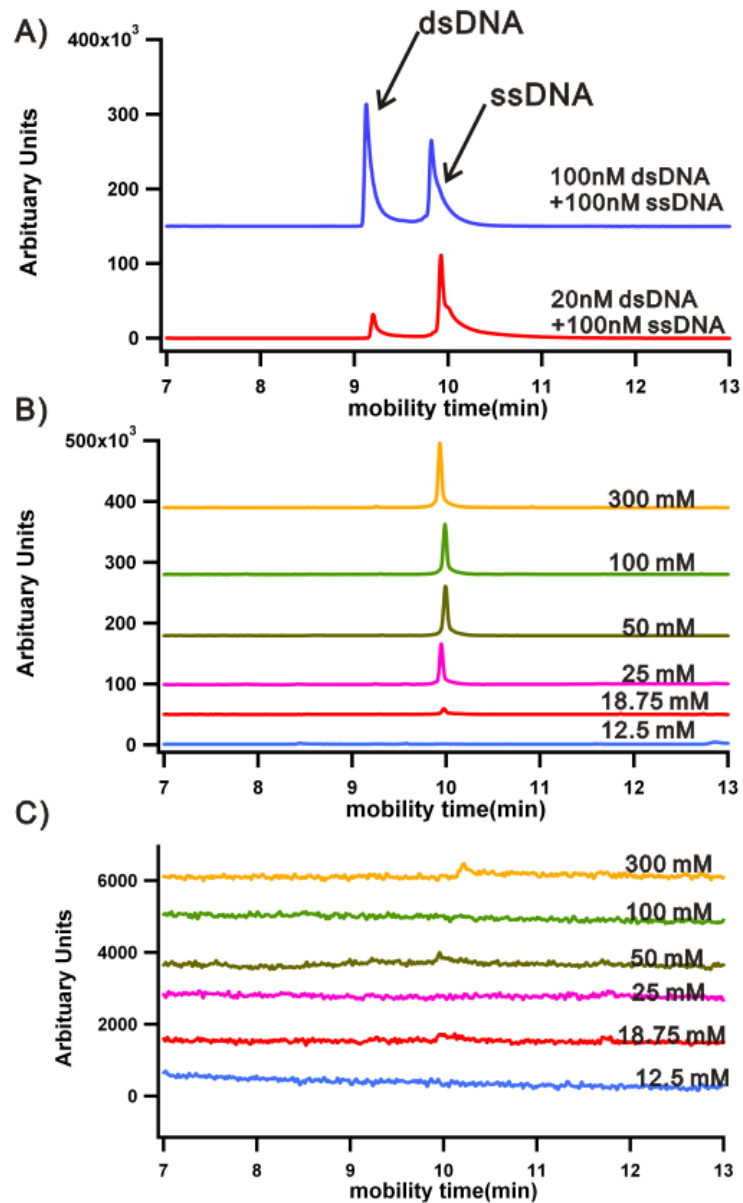 A)
400x10³
300
200
100
0
Arbituary Units
dsDNA
ssDNA
100nM dsDNA
+100nM ssDNA
20nM dsDNA
+100nM ssDNA
7 8 9 10 11 12 13
mobility time(min)
B)
500x10³
400
300
200
100
0
Arbituary Units
300 mM
100 mM
50 mM
25 mM
18.75 mM
12.5 mM
7 8 9 10 11 12 13
mobility time(min)
C)
6000
4000
2000
0
Arbituary Units
300 mM
100 mM
50 mM
25 mM
18.75 mM
12.5 mM
7 8 9 10 11 12 13
mobility time(min)